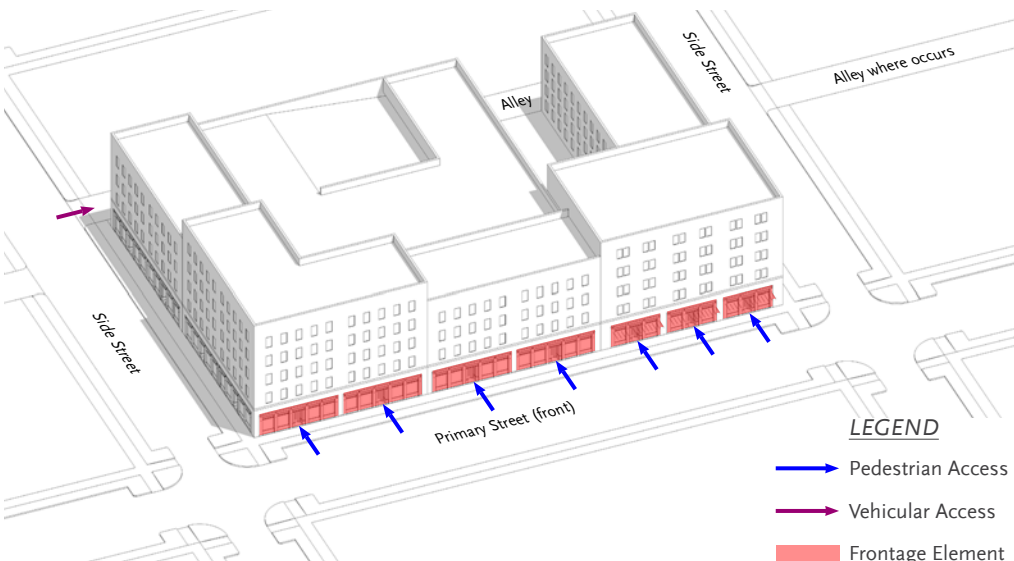 Side Street
Alley where occurs
Alley
Side Street
Primary Street (front)
LEGEND
Pedestrian Access
Vehicular Access
Frontage Element